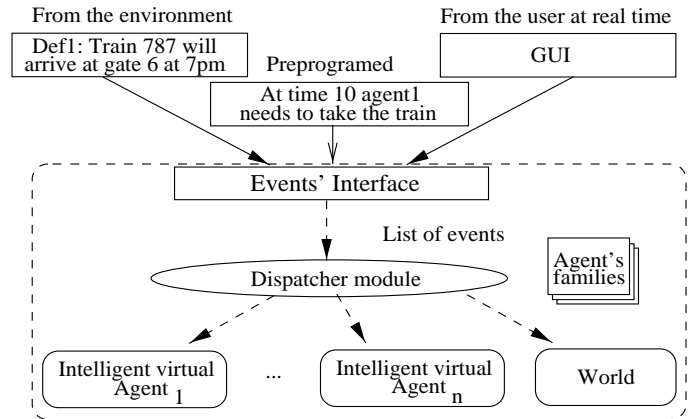 From the environment
From the user at real time
Def1: Train 787 will
arrive at gate 6 at 7pm
GUI
Preprogramed
At time 10 agent1
needs to take the train
Events' Interface
List of events
Agent's
families
Dispatcher module
Intelligent virtual
Agent 1
...
Intelligent virtual
Agent n
World